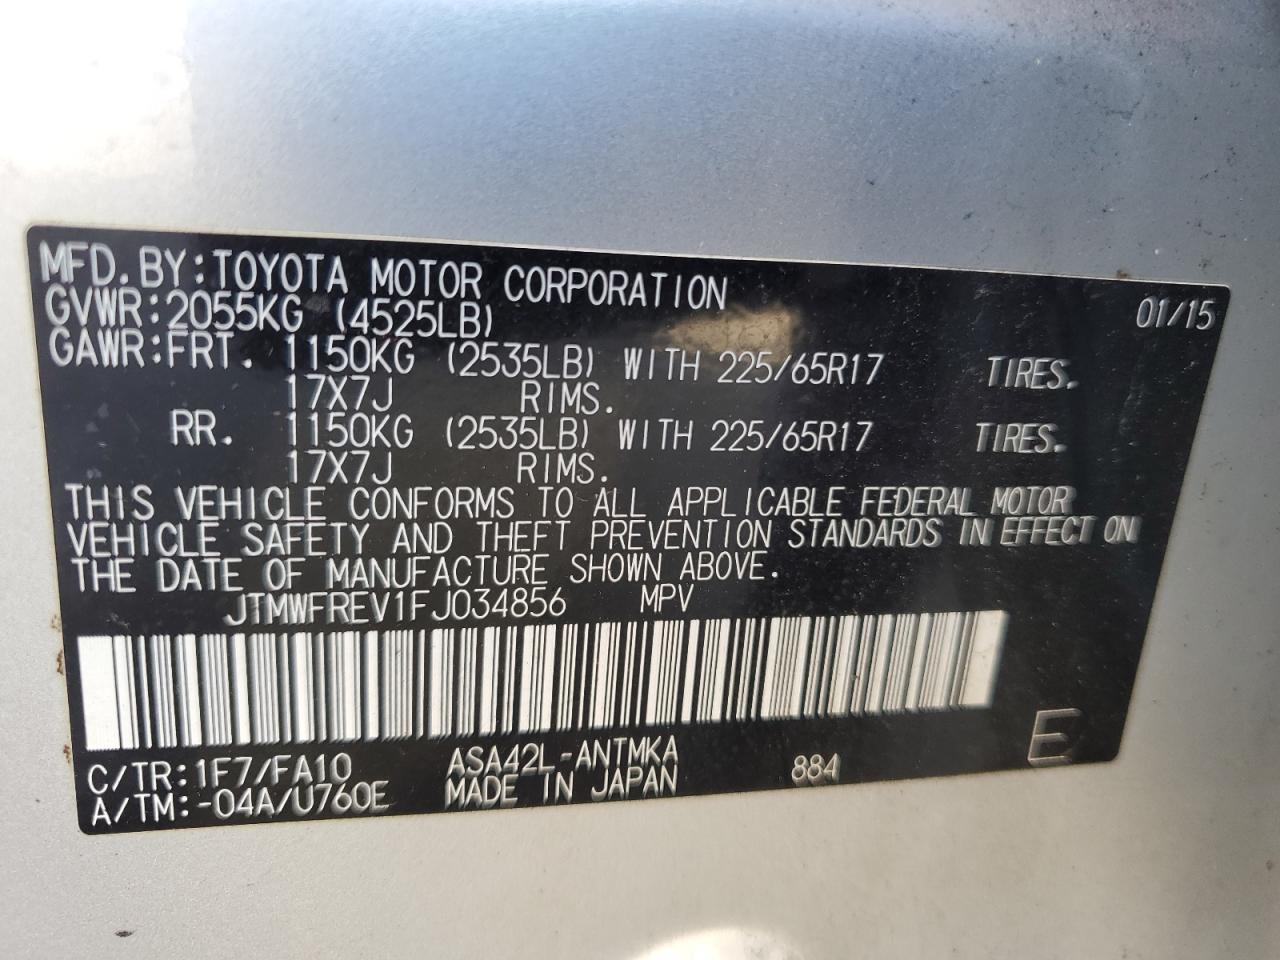 MFD.BY:TOYOTA MOTOR CORPORATION 01/15
GVWR:2055KG (4525LB)
GAWR:FRT. 1150KG (2535LB) WITH 225/65R17 TIRES.
17X7J RIMS.
RR. 1150KG (2535LB) WITH 225/65R17 TIRES.
17X7J RIMS.
THIS VEHICLE CONFORMS TO ALL APPLICABLE FEDERAL MOTOR
VEHICLE SAFETY AND THEFT PREVENTION STANDARDS IN EFFECT ON
THE DATE OF MANUFACTURE SHOWN ABOVE.
JTMWFREV1FJ034856 MPV
C/TR:1F7/FA10 ASA42L-ANTMKA 884 E
A/TM:-04A/U760E MADE IN JAPAN